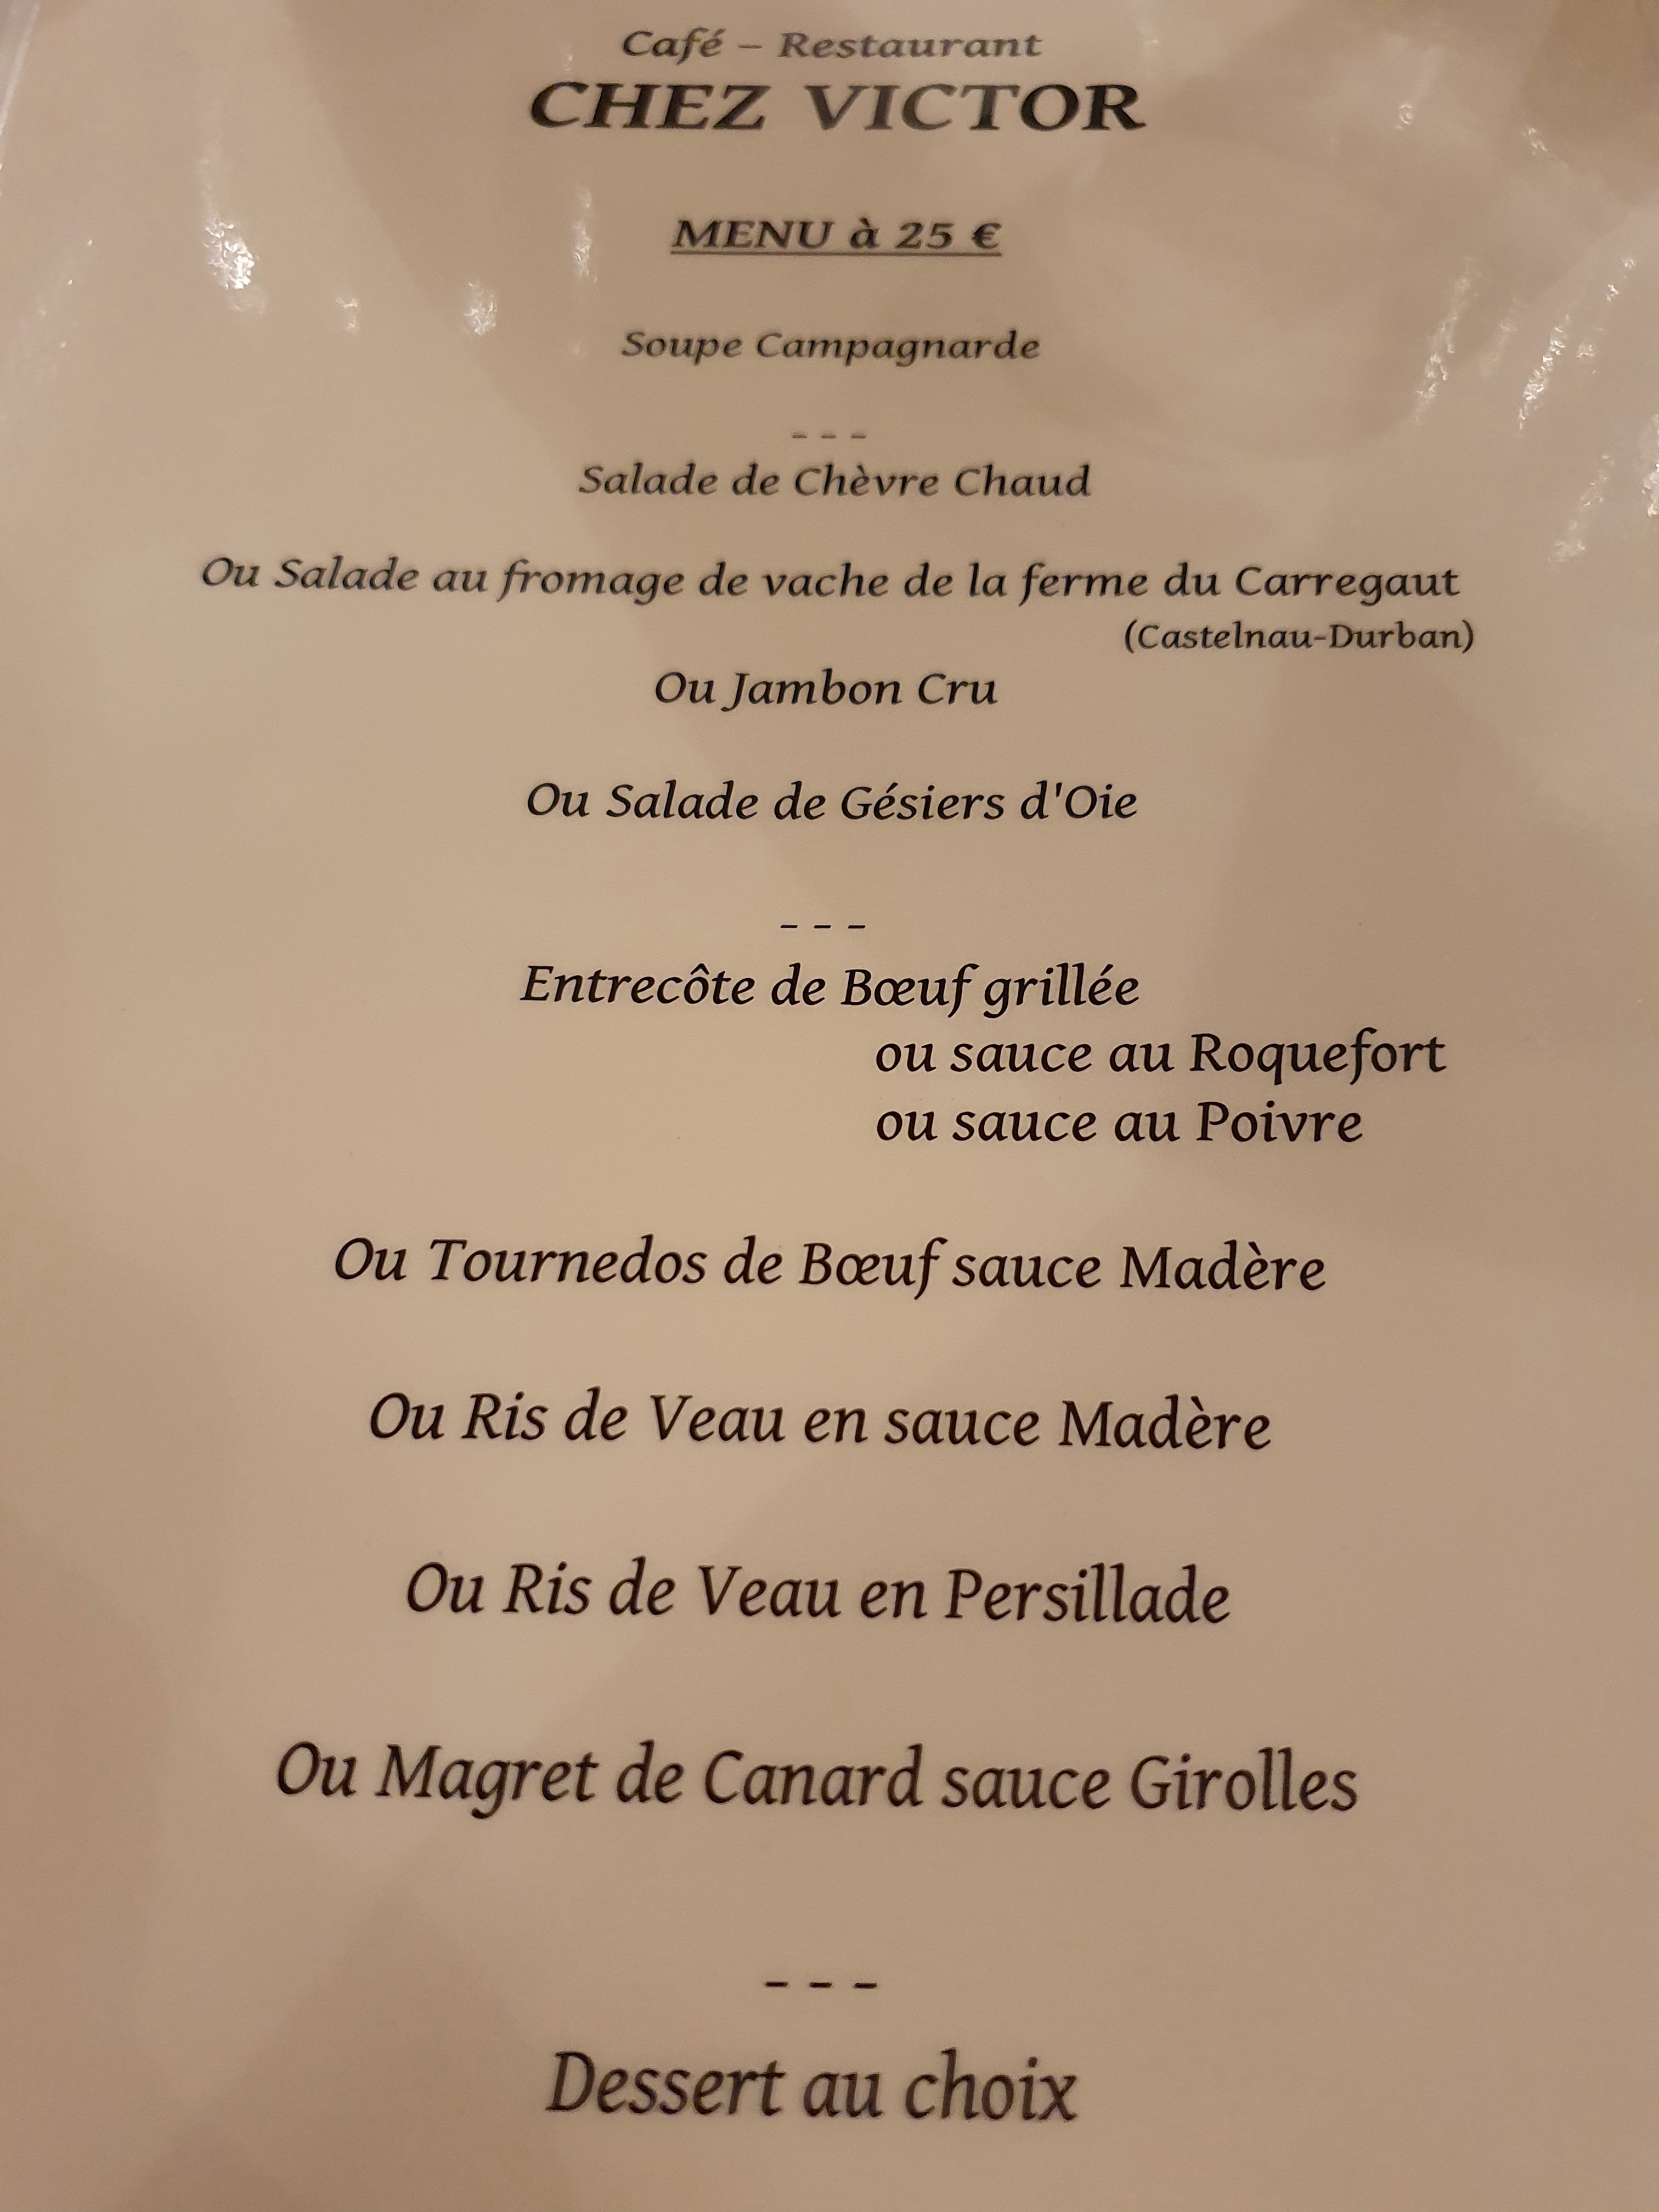 Café – Restaurant
CHEZ VICTOR
MENU à 25 €
Soupe Campagnarde
- - -
Salade de Chèvre Chaud
Ou Salade au fromage de vache de la ferme du Carregaut
(Castelnau-Durban)
Ou Jambon Cru
Ou Salade de Gésiers d'Oie
- - -
Entrecôte de Bœuf grillée
ou sauce au Roquefort
ou sauce au Poivre
Ou Tournedos de Bœuf sauce Madère
Ou Ris de Veau en sauce Madère
Ou Ris de Veau en Persillade
Ou Magret de Canard sauce Girolles
- - -
Dessert au choix